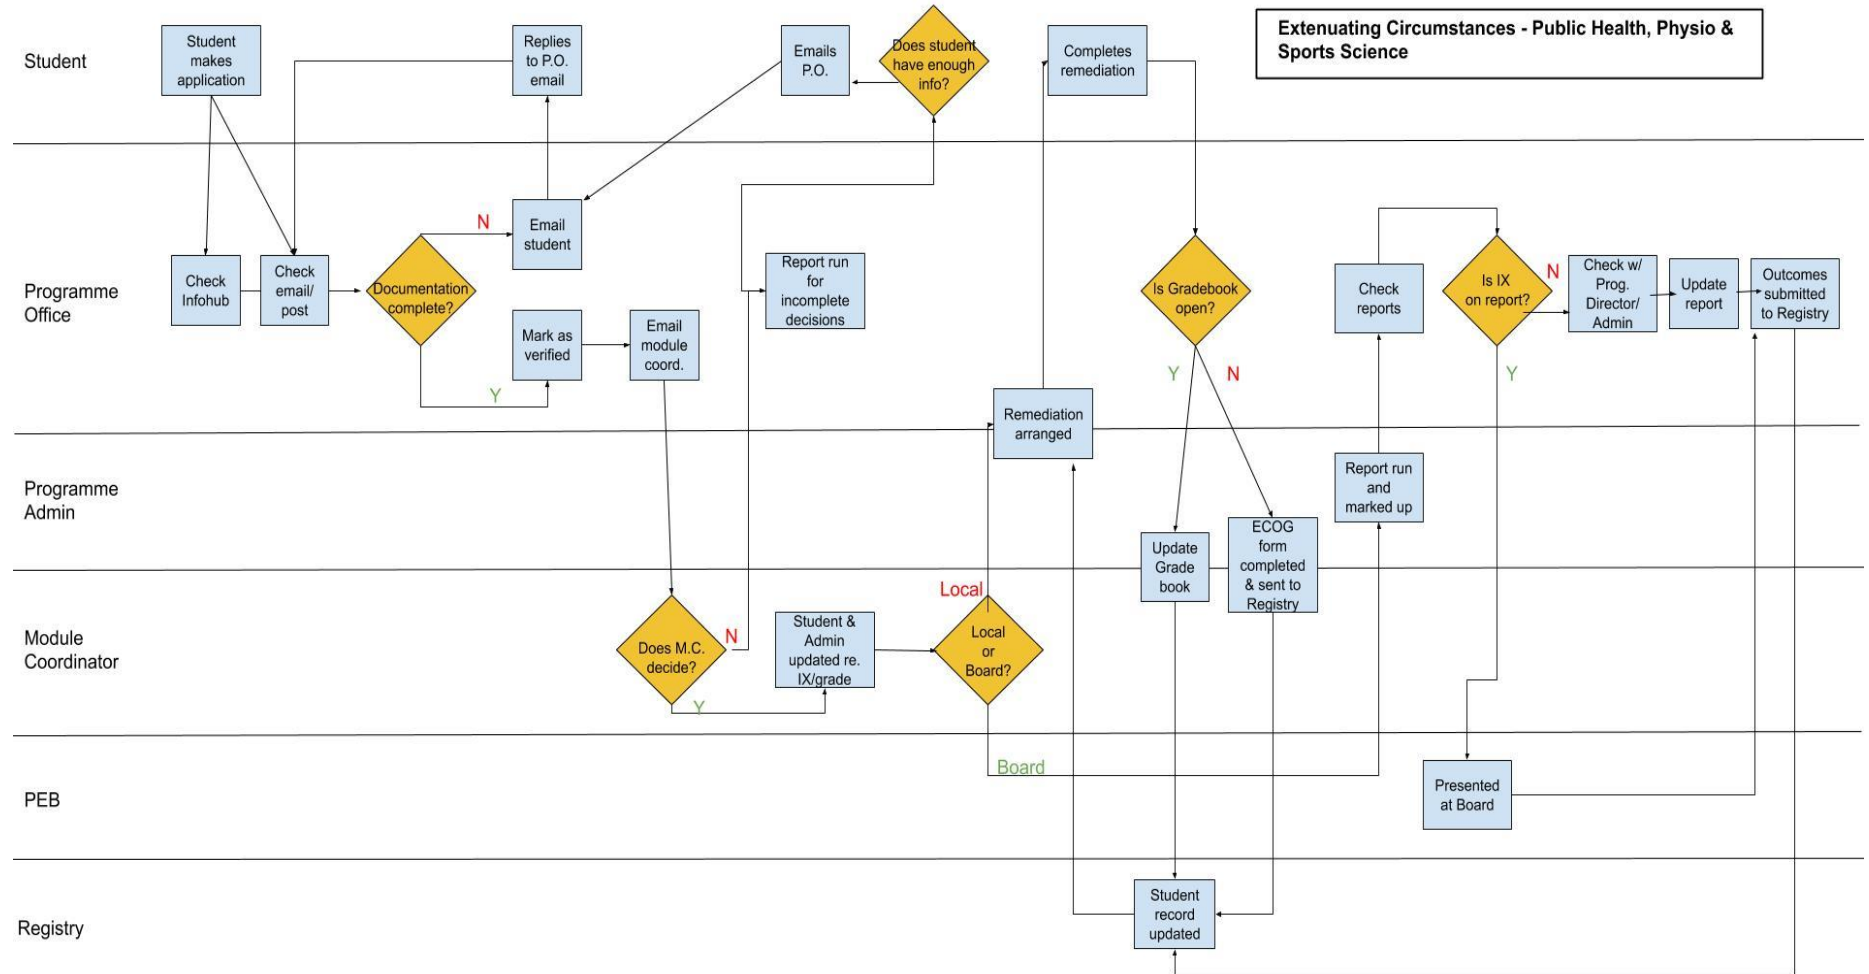 Extenuating Circumstances - Public Health, Physio &
Sports Science
Student
Student
makes
application
Replies
to P.O.
email
Emails
P.O.
Does student
have enough
info?
Completes
remediation
Programme
Office
Check
Infohub
Check
email/
post
Documentation
complete?
N
Y
Email
student
Mark as
verified
Email
module
coord.
Report run
for
incomplete
decisions
Remediation
arranged
Is Gradebook
open?
Y
N
Check
reports
Is IX
on report?
N
Y
Check w/
Prog.
Director/
Admin
Update
report
Outcomes
submitted
to Registry
Programme
Admin
Update
Grade
book
ECOG
form
completed
& sent to
Registry
Report run
and
marked up
Module
Coordinator
Does M.C.
decide?
N
Y
Student &
Admin
updated re.
IX/grade
Local
or
Board?
Local
Board
PEB
Presented
at Board
Registry
Student
record
updated